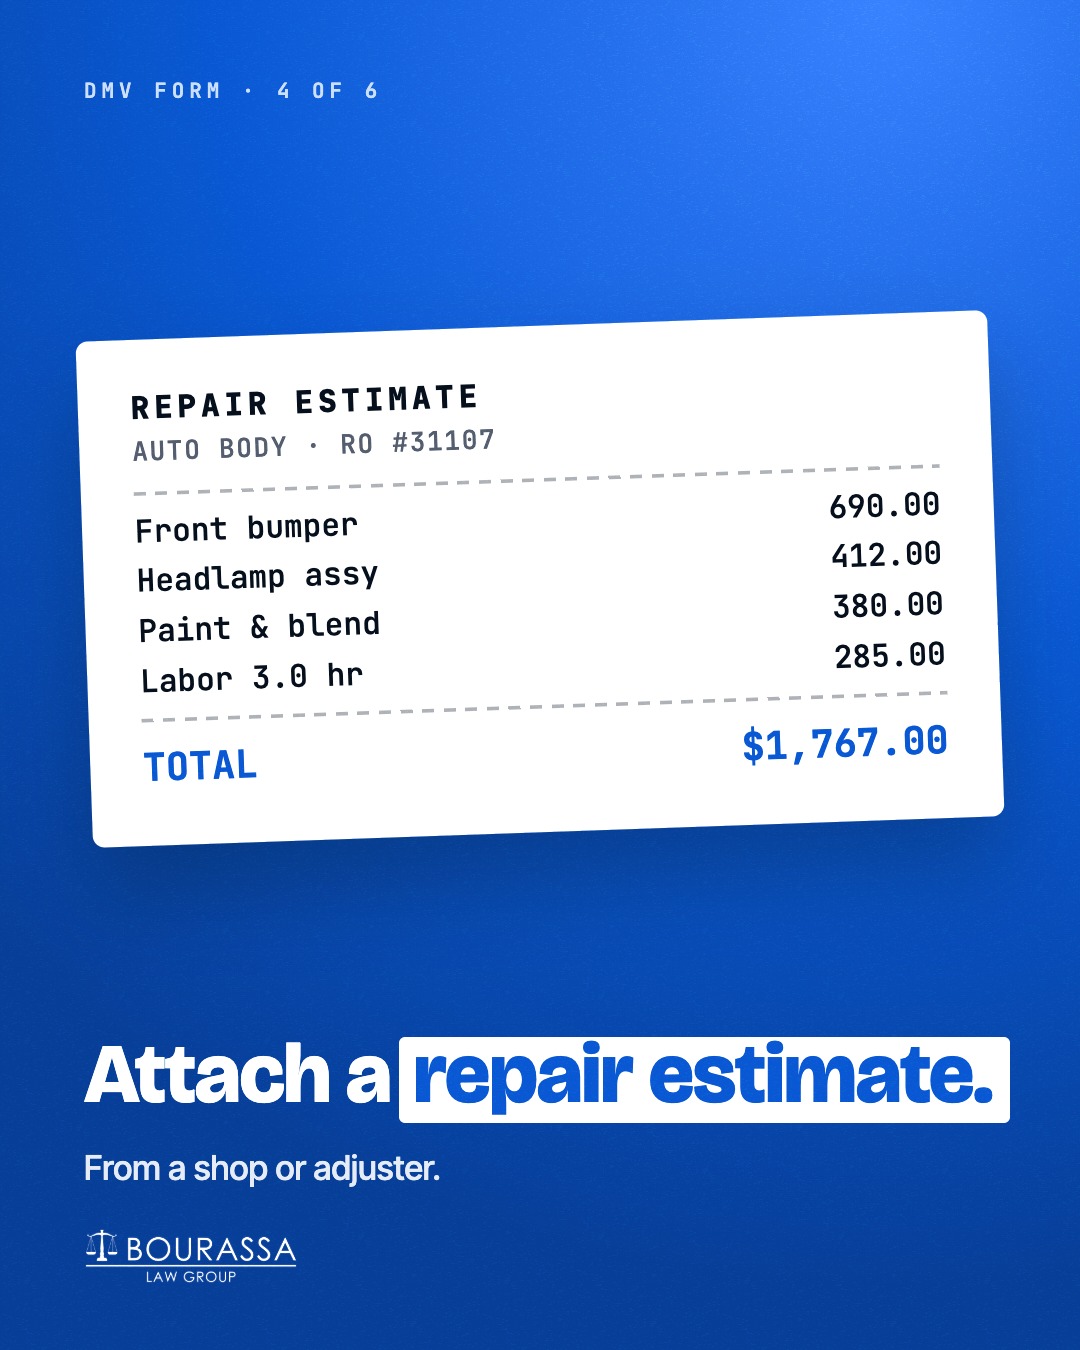 DMV FORM · 4 OF 6
REPAIR ESTIMATE
AUTO BODY · RO #31107
Front bumper 690.00
Headlamp assy 412.00
Paint & blend 380.00
Labor 3.0 hr 285.00
TOTAL $1,767.00
Attach a repair estimate.
From a shop or adjuster.
BOURASSA
LAW GROUP